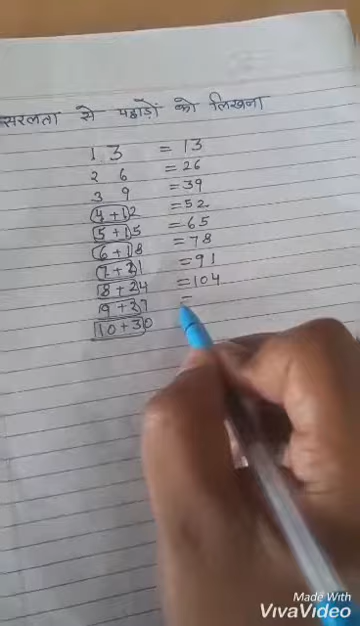 सरलता से पहाड़ों को लिखना
1 3 = 13
2 6 = 26
3 9 = 39
4+12 = 52
5+15 = 65
6+18 = 78
7+21 = 91
8+24 = 104
9+27 =
10+30
Made With
VivaVideo